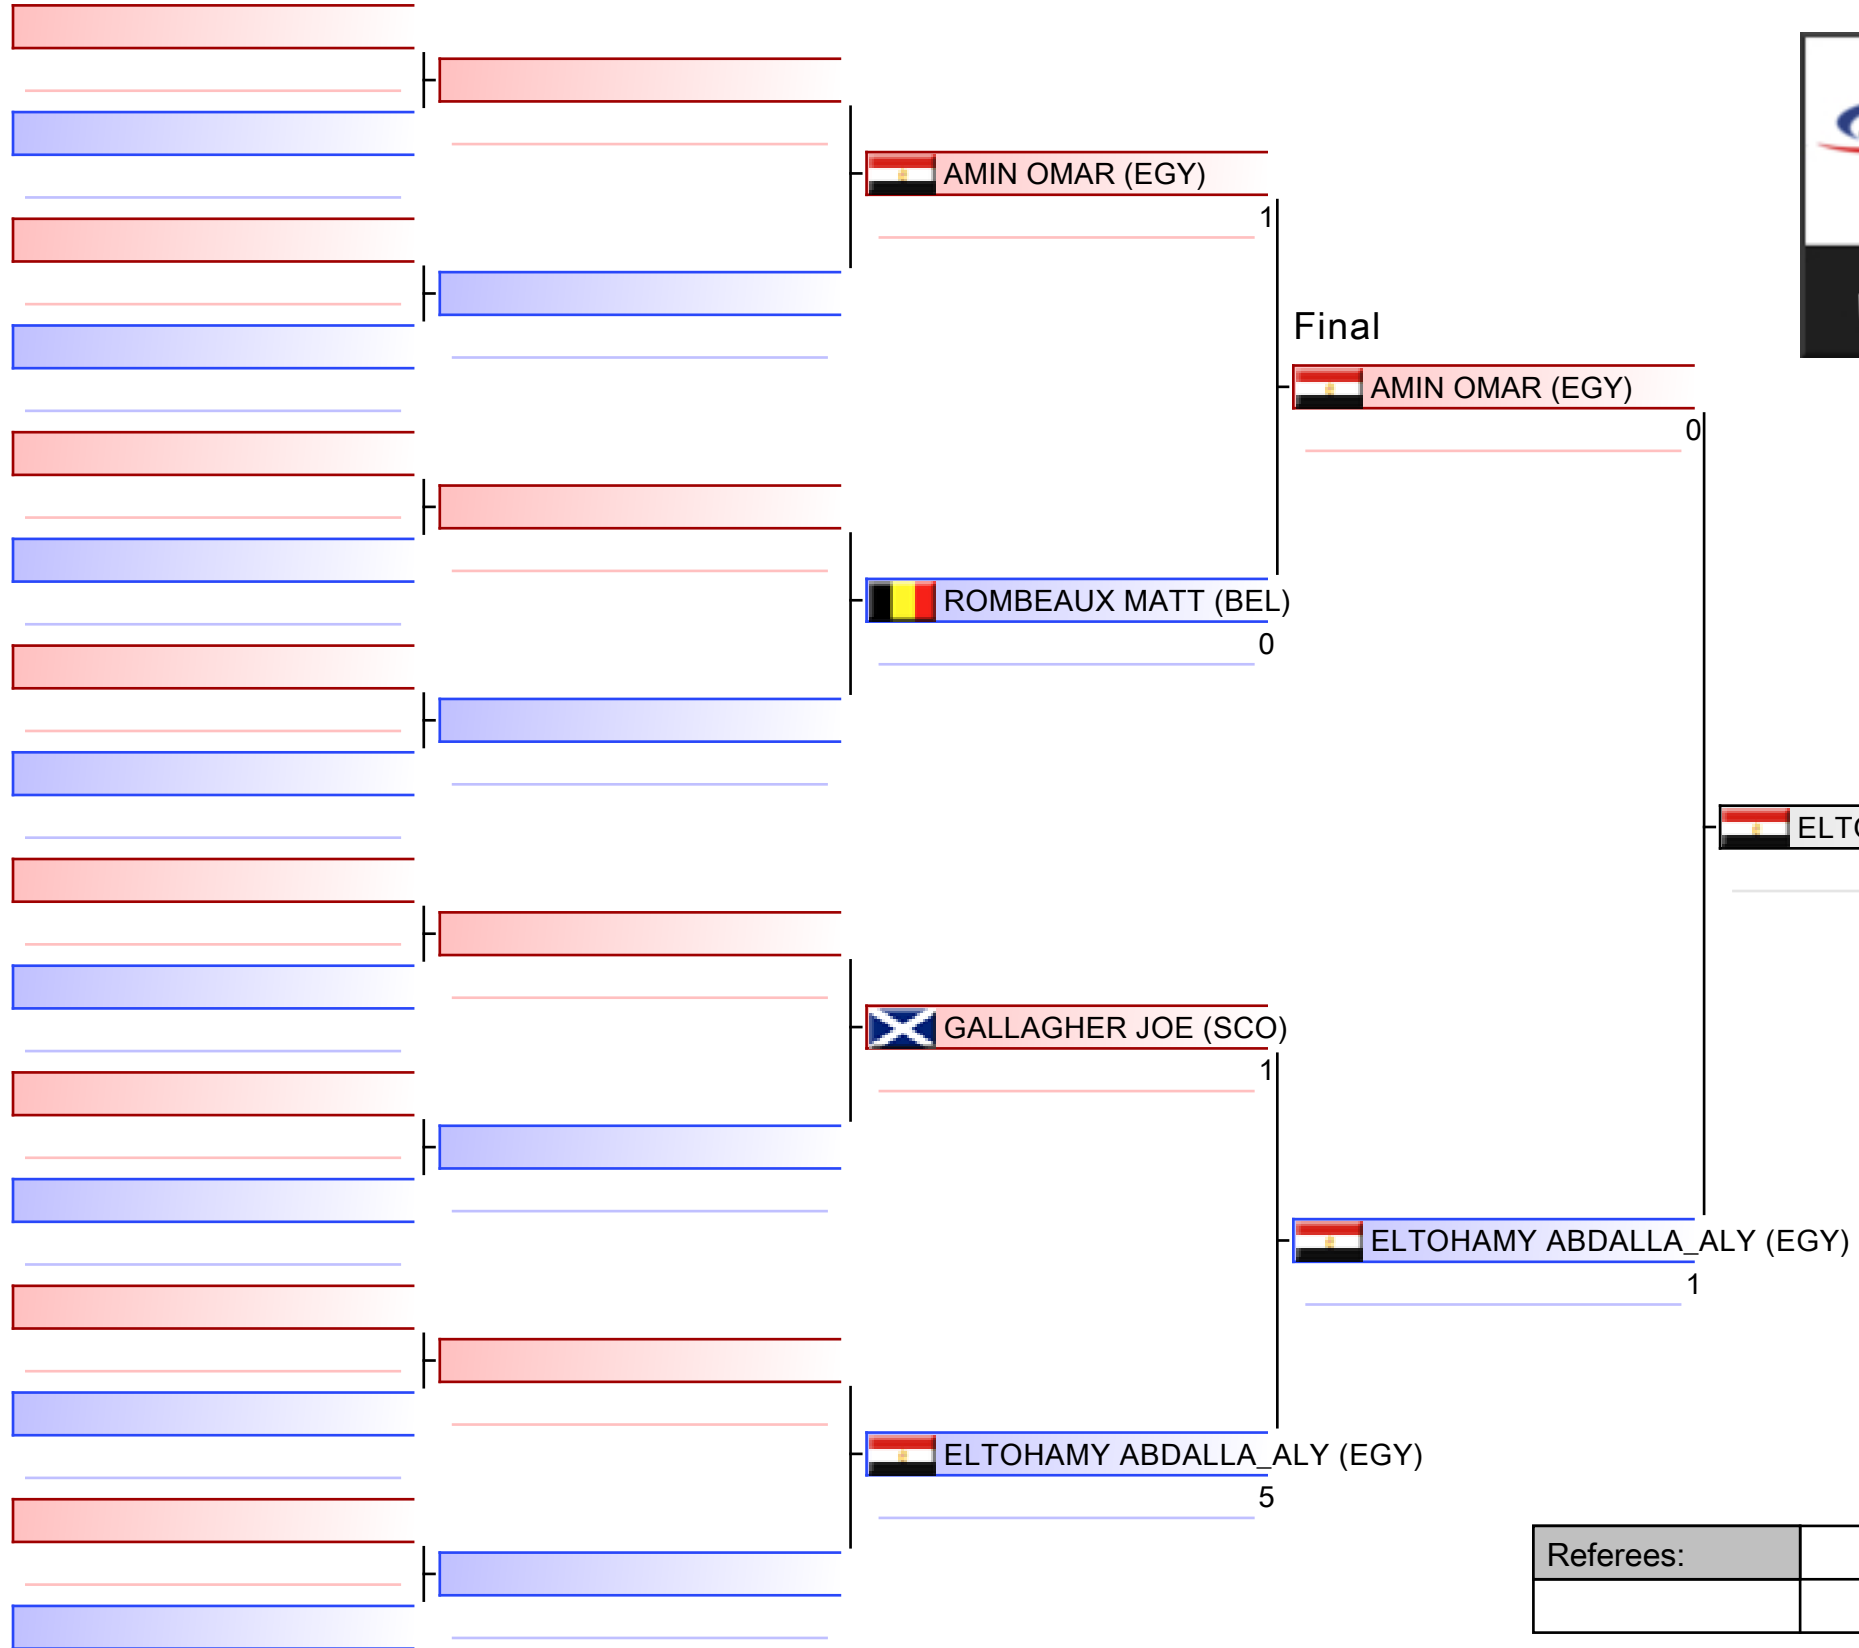 AMIN OMAR (EGY)
1
Final
AMIN OMAR (EGY)
0
ROMBEAUX MATT (BEL)
0
GALLAGHER JOE (SCO)
1
ELTOHAMY ABDALLA_ALY (EGY)
1
ELTOHAMY ABDALLA_ALY (EGY)
5
Referees: